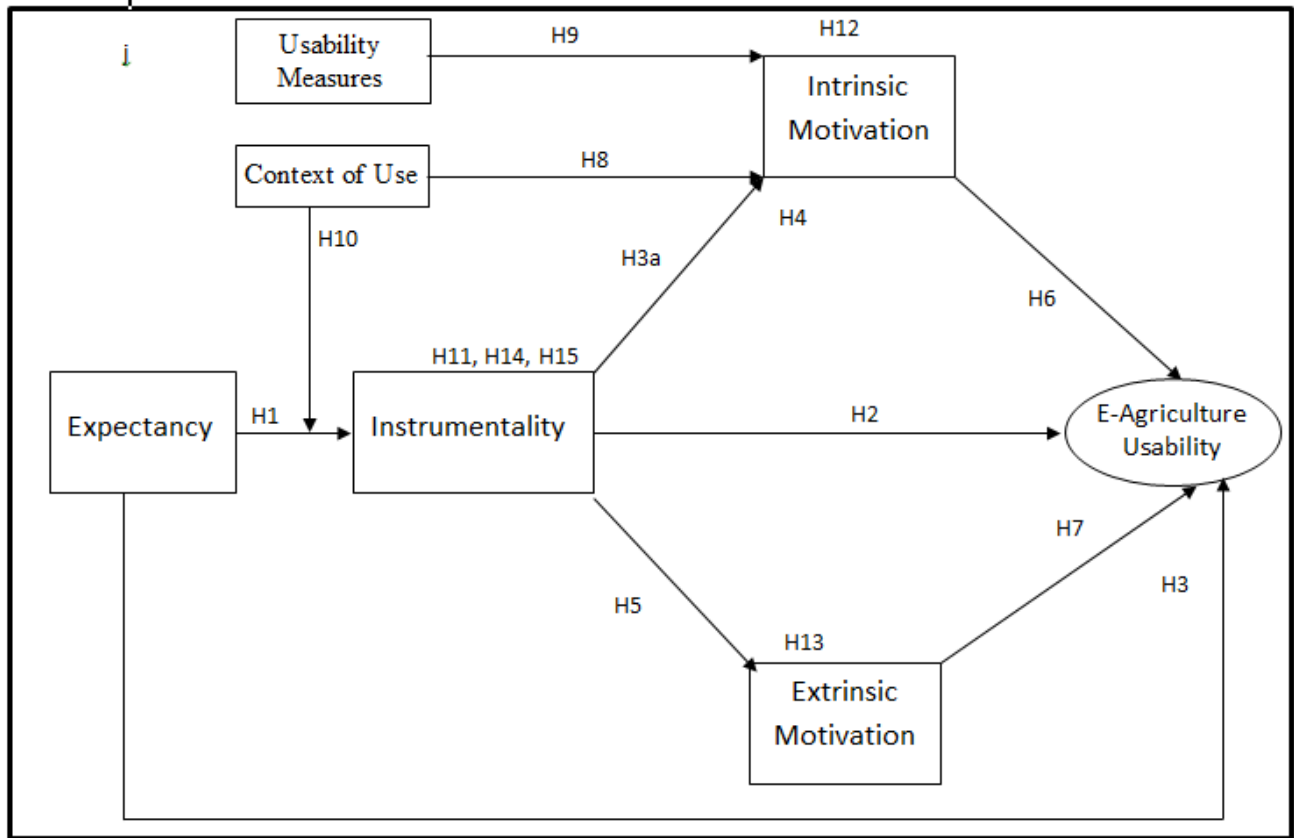 j
Usability
Measures
H9
H12
Intrinsic
Motivation
Context of Use
H8
H10
H3a
H4
H6
H11, H14, H15
Expectancy
H1
Instrumentality
H2
E-Agriculture
Usability
H5
H7
H3
H13
Extrinsic
Motivation